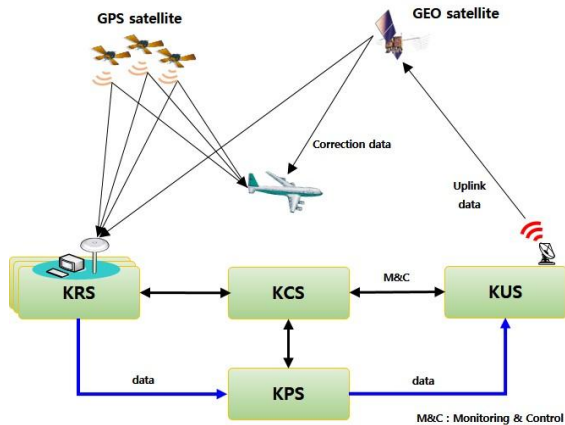 GPS satellite
GEO satellite
Correction data
Uplink
data
KRS
KCS
M&C
KUS
data
KPS
data
M&C : Monitoring & Control